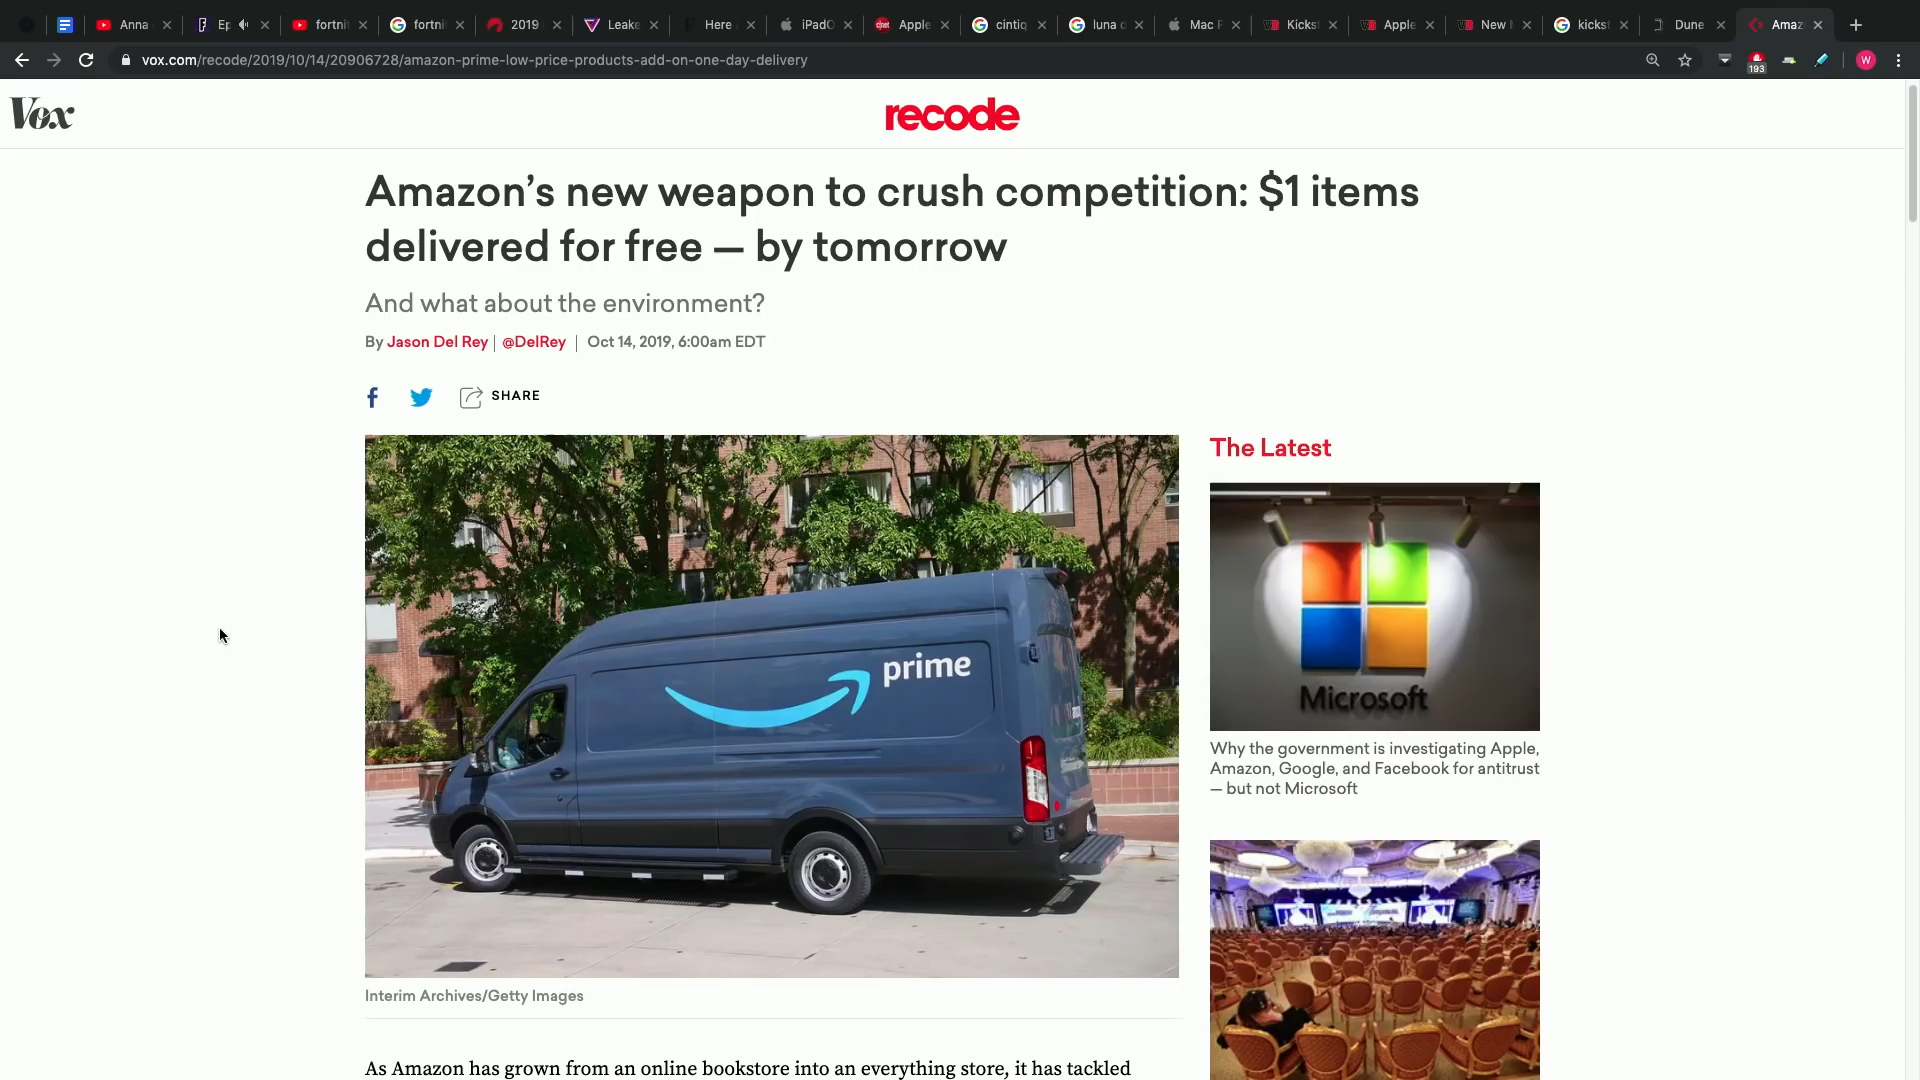 Anna
Ep
fortni
fortni
2019
Leake
Here
iPadO
Apple
cintiq
luna d
Mac P
Kickst
Apple
New
kickst
Dune
Amaz
vox.com/recode/2019/10/14/20906728/amazon-prime-low-price-products-add-on-one-day-delivery
193
W
Vox
recode
Amazon’s new weapon to crush competition: $1 items
delivered for free — by tomorrow
And what about the environment?
By Jason Del Rey | @DelRey | Oct 14, 2019, 6:00am EDT
SHARE
prime
Interim Archives/Getty Images
As Amazon has grown from an online bookstore into an everything store, it has tackled
The Latest
Microsoft
Why the government is investigating Apple,
Amazon, Google, and Facebook for antitrust
— but not Microsoft